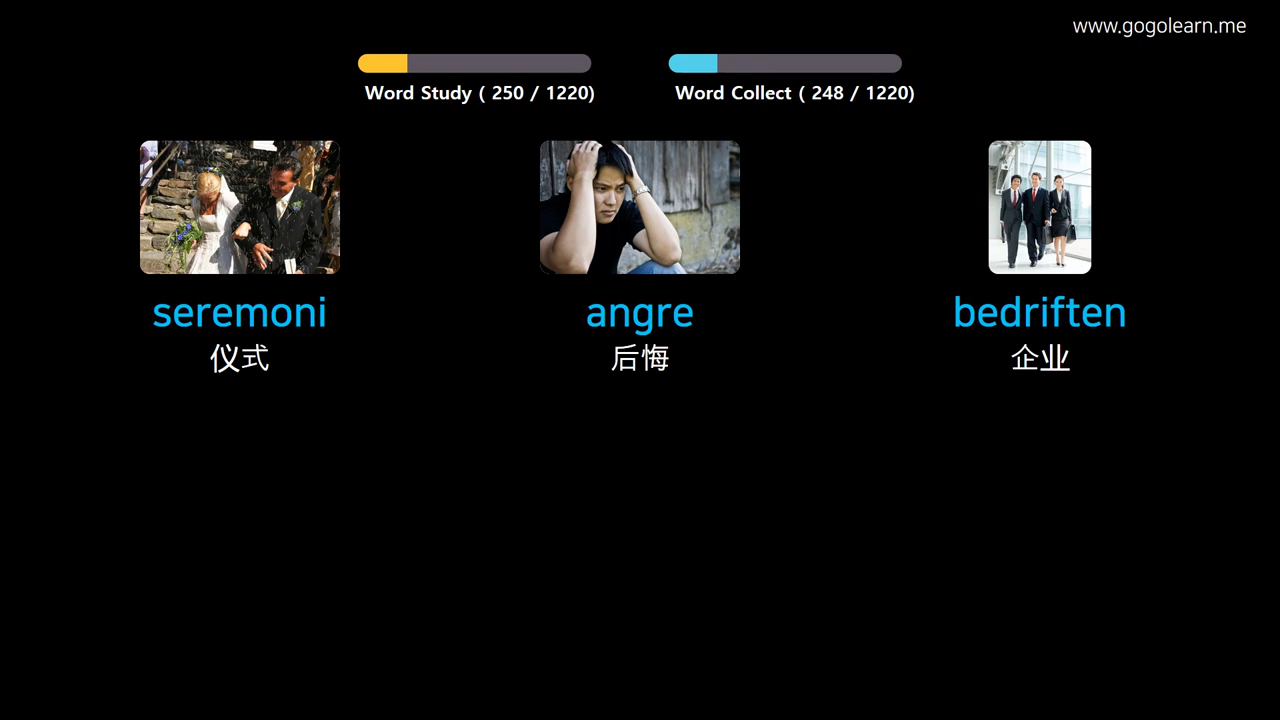 www.gogolearn.me
Word Study ( 250 / 1220)
Word Collect ( 248 / 1220)
seremoni
angre
bedriften
仪式
后悔
企业